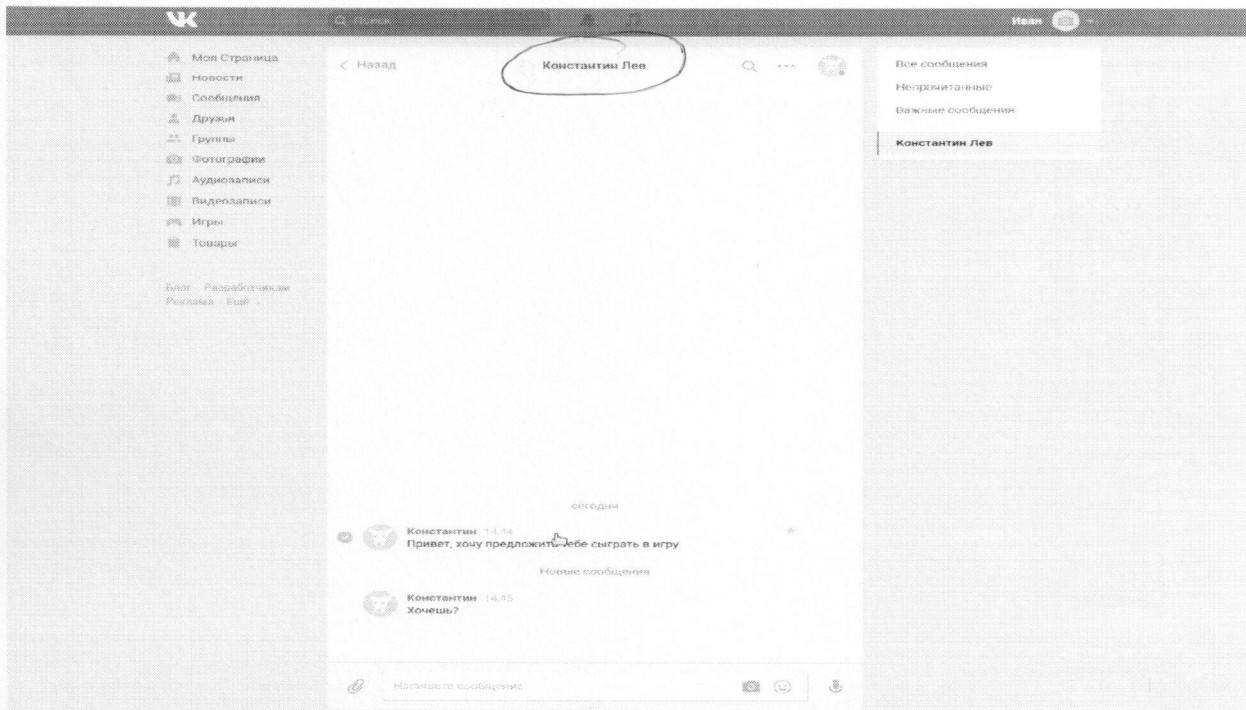 VK
Поиск
Иван
Моя Страница
Новости
Сообщения
Друзья
Группы
Фотографии
Аудиозаписи
Видеозаписи
Игры
Товары
Блог Разработчикам
Реклама Ещё
Назад
Константин Лев
сегодня
Константин 14:44
Привет, хочу предложить тебе сыграть в игру
Новые сообщения
Константин 14:45
Хочешь?
Напишите сообщение
Все сообщения
Непрочитанные
Важные сообщения
Константин Лев